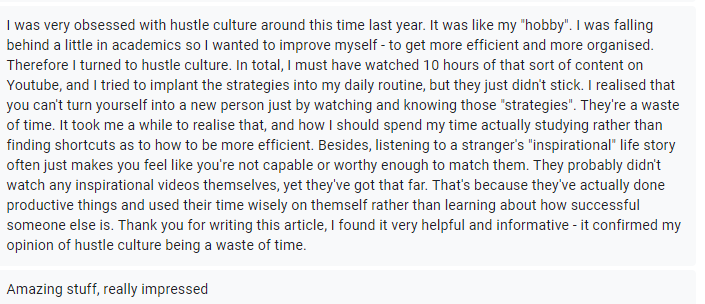 I was very obsessed with hustle culture around this time last year. It was like my "hobby". I was falling
behind a little in academics so I wanted to improve myself - to get more efficient and more organised.
Therefore I turned to hustle culture. In total, I must have watched 10 hours of that sort of content on
Youtube, and I tried to implant the strategies into my daily routine, but they just didn't stick. I realised that
you can't turn yourself into a new person just by watching and knowing those "strategies". They're a waste
of time. It took me a while to realise that, and how I should spend my time actually studying rather than
finding shortcuts as to how to be more efficient. Besides, listening to a stranger's "inspirational" life story
often just makes you feel like you're not capable or worthy enough to match them. They probably didn't
watch any inspirational videos themselves, yet they've got that far. That's because they've actually done
productive things and used their time wisely on themself rather than learning about how successful
someone else is. Thank you for writing this article, I found it very helpful and informative - it confirmed my
opinion of hustle culture being a waste of time.
Amazing stuff, really impressed